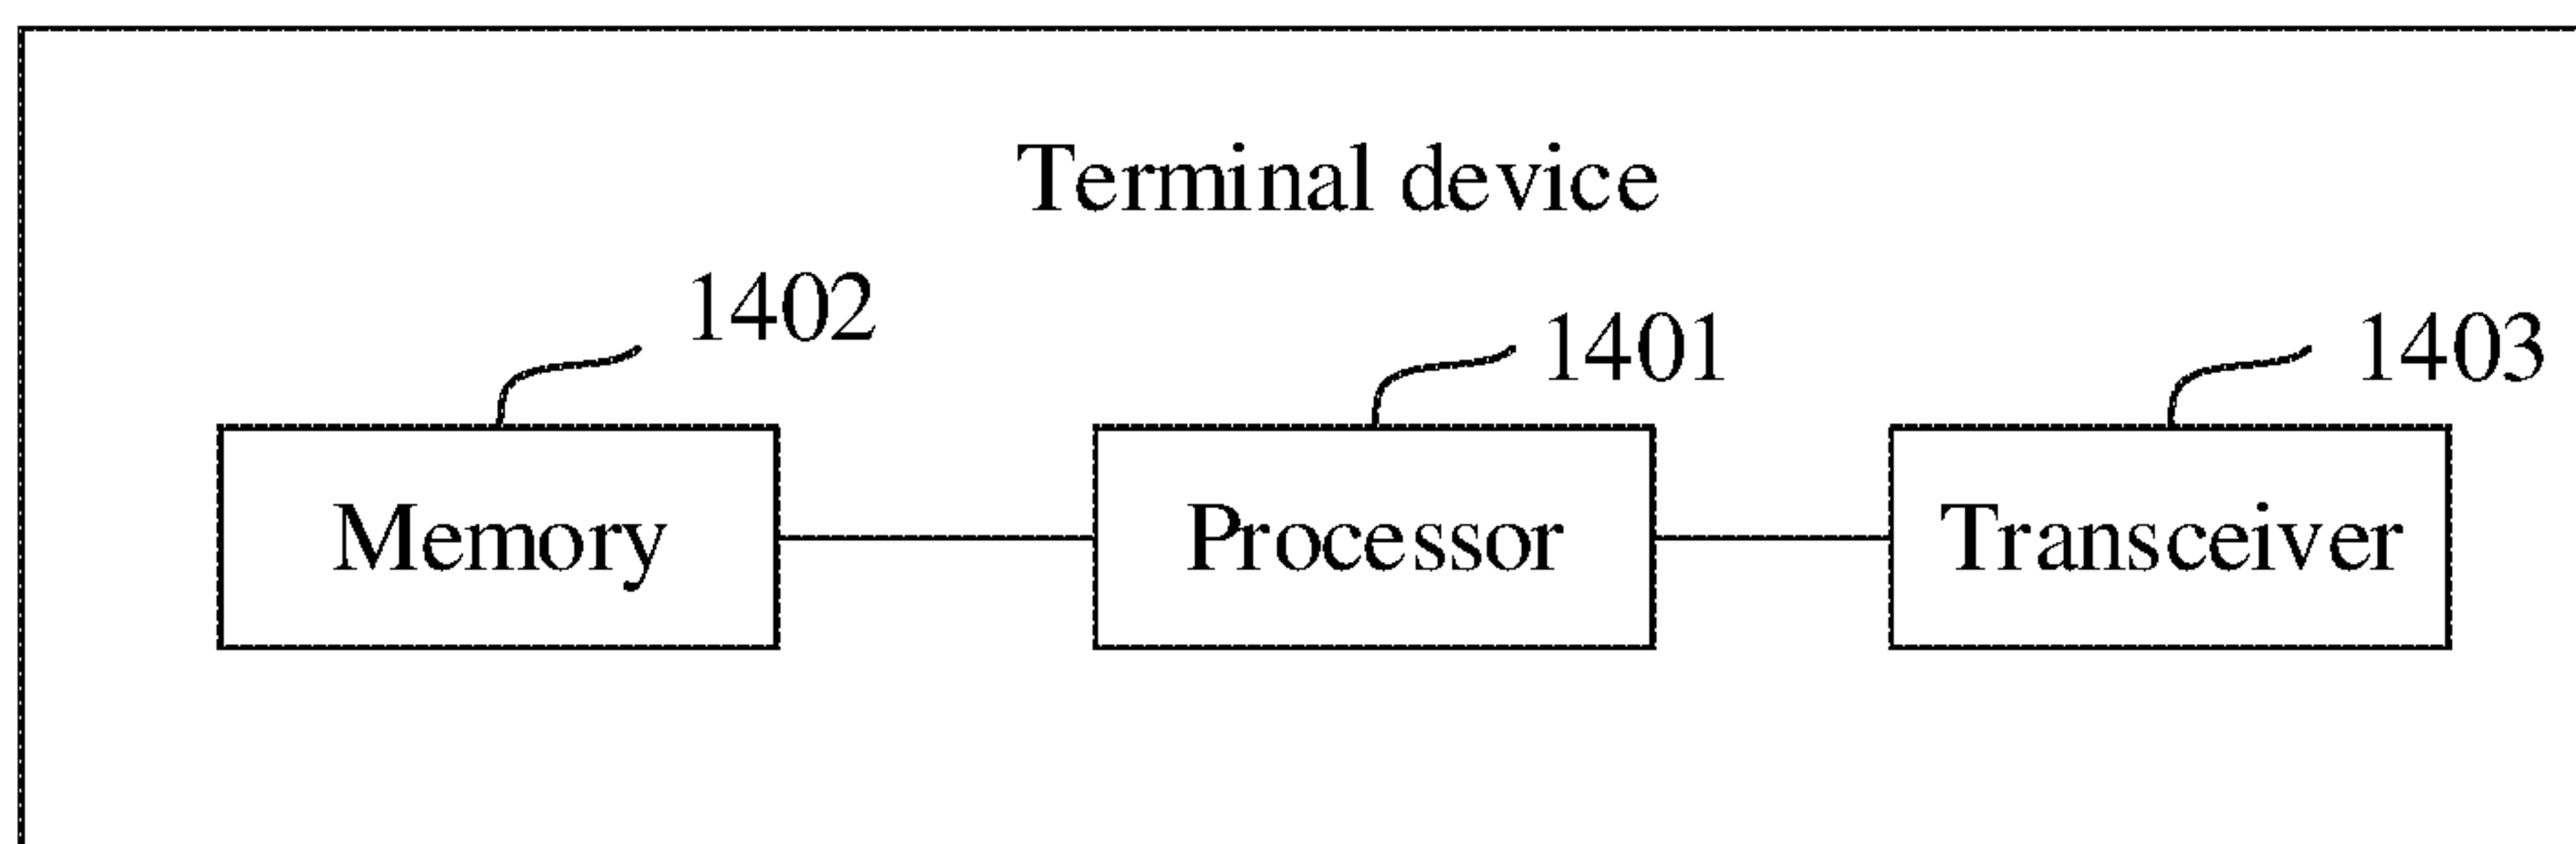 Terminal device
1402
1401
1403
Memory
Processor
Transceiver